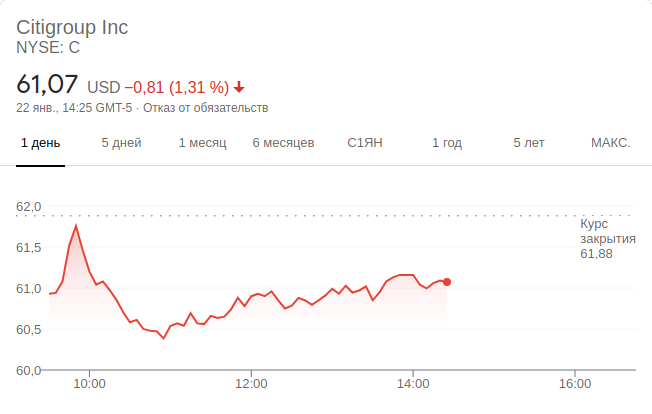 Citigroup Inc
NYSE: C
61,07 USD −0,81 (1,31 %)
22 янв., 14:25 GMT-5 · Отказ от обязательств
1 день 5 дней 1 месяц 6 месяцев С1ЯН 1 год 5 лет МАКС.
62,0
Курс
закрытия
61,88
61,5
61,0
60,5
60,0
10:00 12:00 14:00 16:00